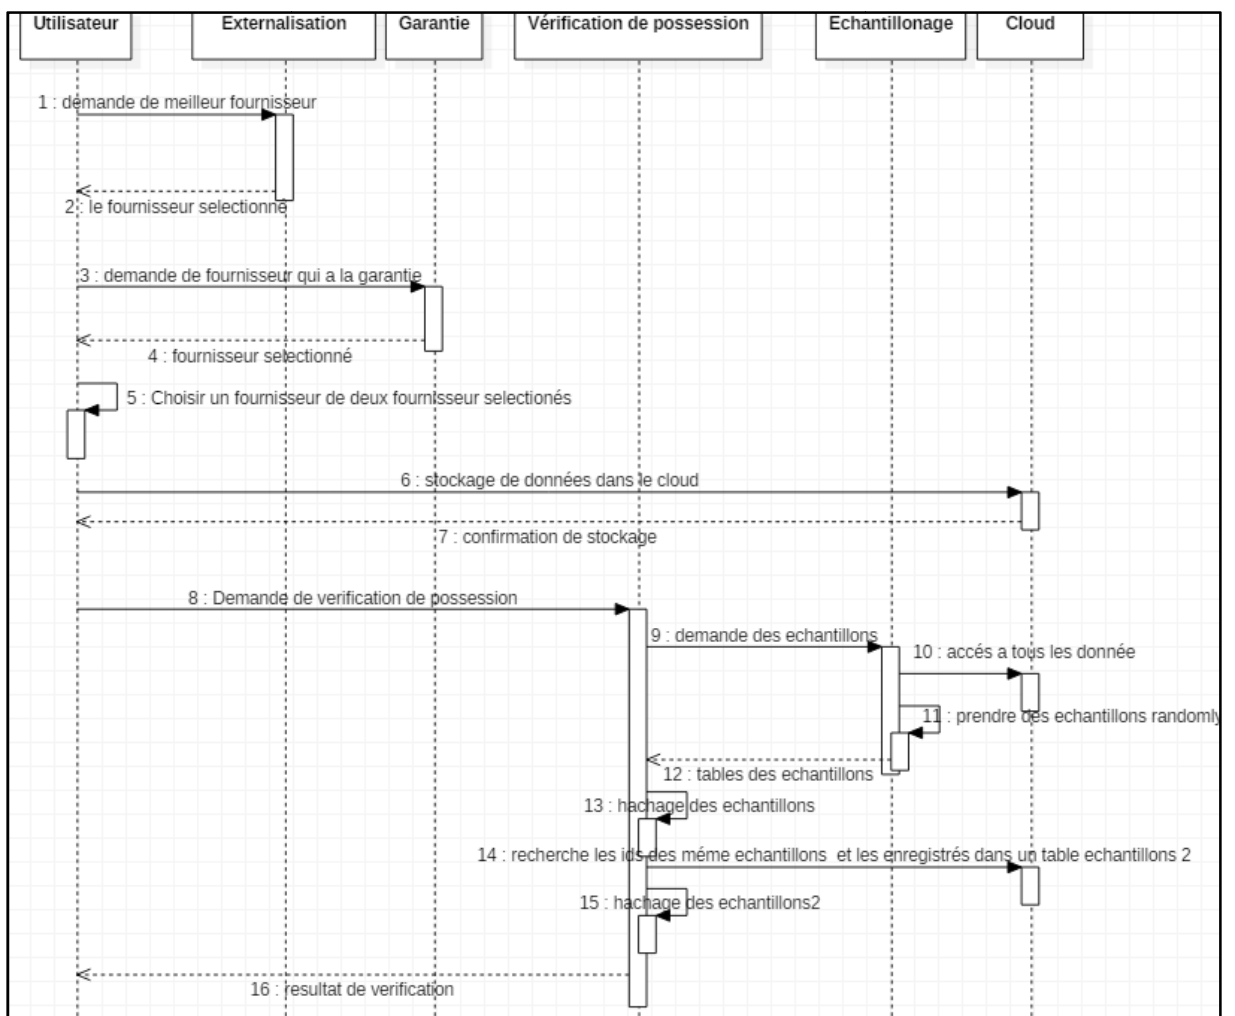 Utilisateur
Externalisation
Garantie
Vérification de possession
Echantillonage
Cloud
1 : demande de meilleur fournisseur
2 : le fournisseur selectionné
3 : demande de fournisseur qui a la garantie
4 : fournisseur selectionné
5 : Choisir un fournisseur de deux fournisseur selectionés
6 : stockage de données dans le cloud
7 : confirmation de stockage
8 : Demande de verification de possession
9 : demande des echantillons
10 : accés a tous les donnée
11 : prendre des echantillons randomly
12 : tables des echantillons
13 : hachage des echantillons
14 : recherche les ids des méme echantillons et les enregistrés dans un table echantillons 2
15 : hachage des echantillons2
16 : resultat de verification